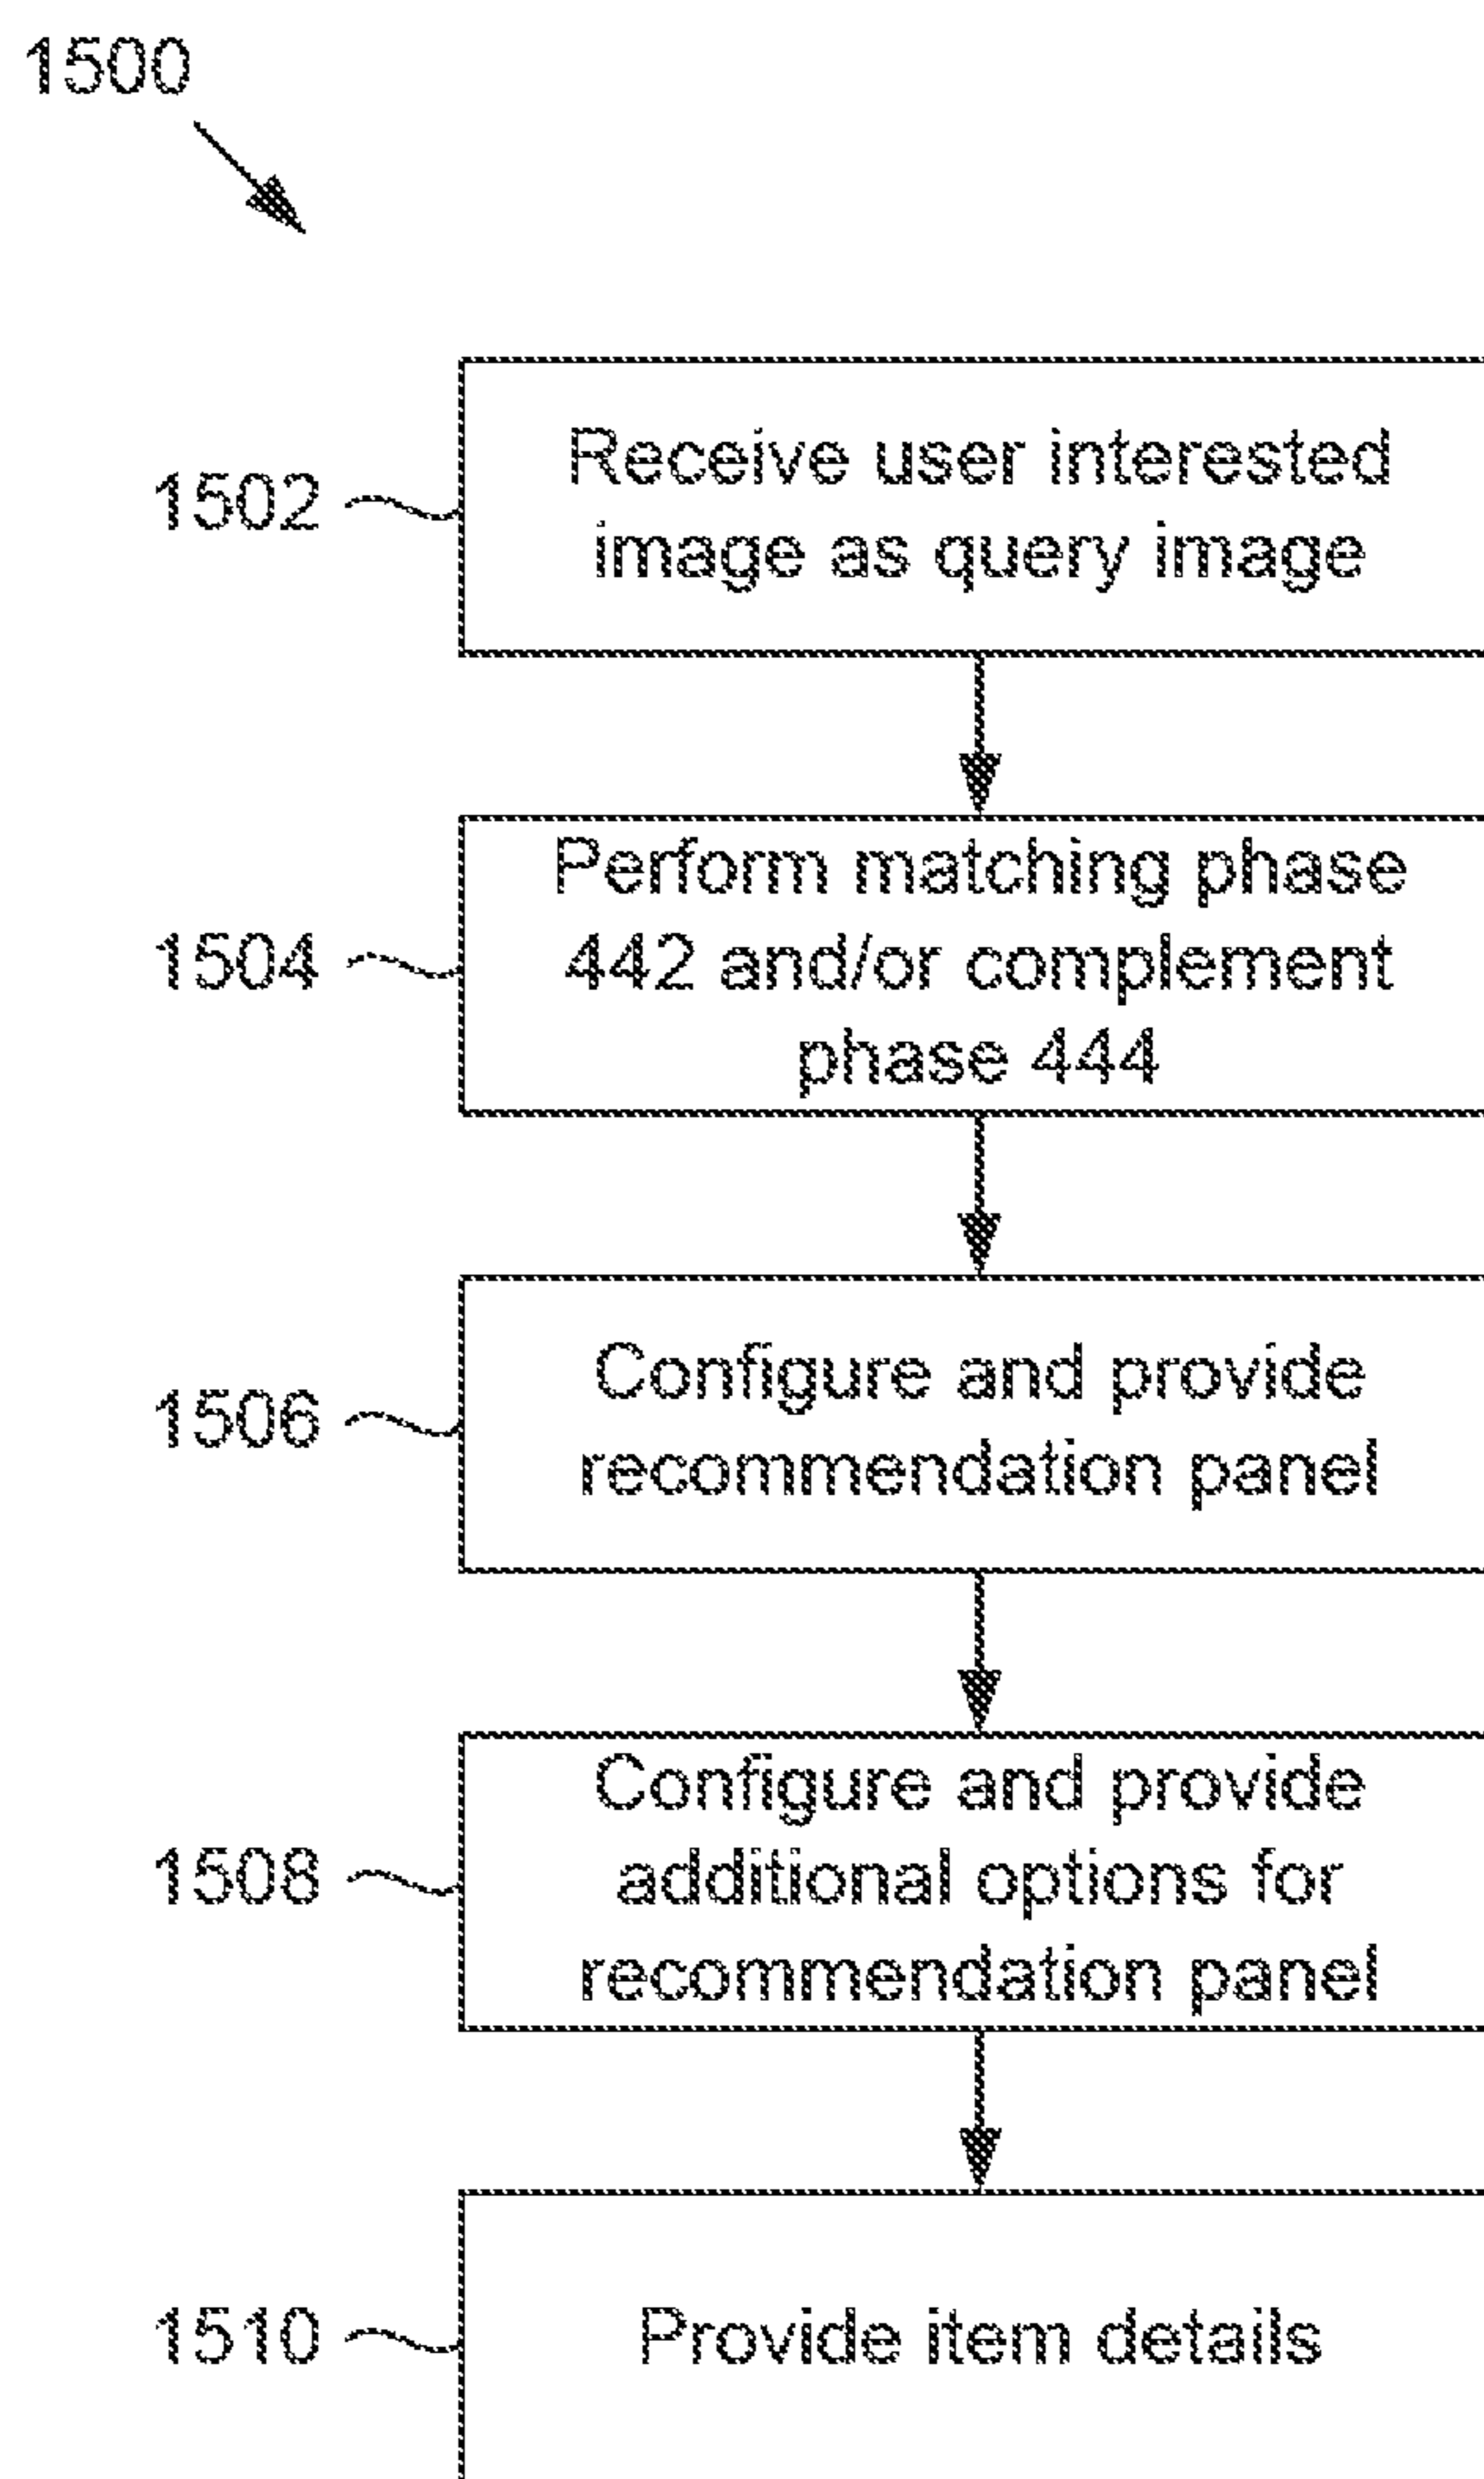 1500
1502
Receive user interested
image as query image
1504
Perform matching phase
442 and/or complement
phase 444
1506
Configure and provide
recommendation panel
1508
Configure and provide
additional options for
recommendation panel
1510
Provide item details